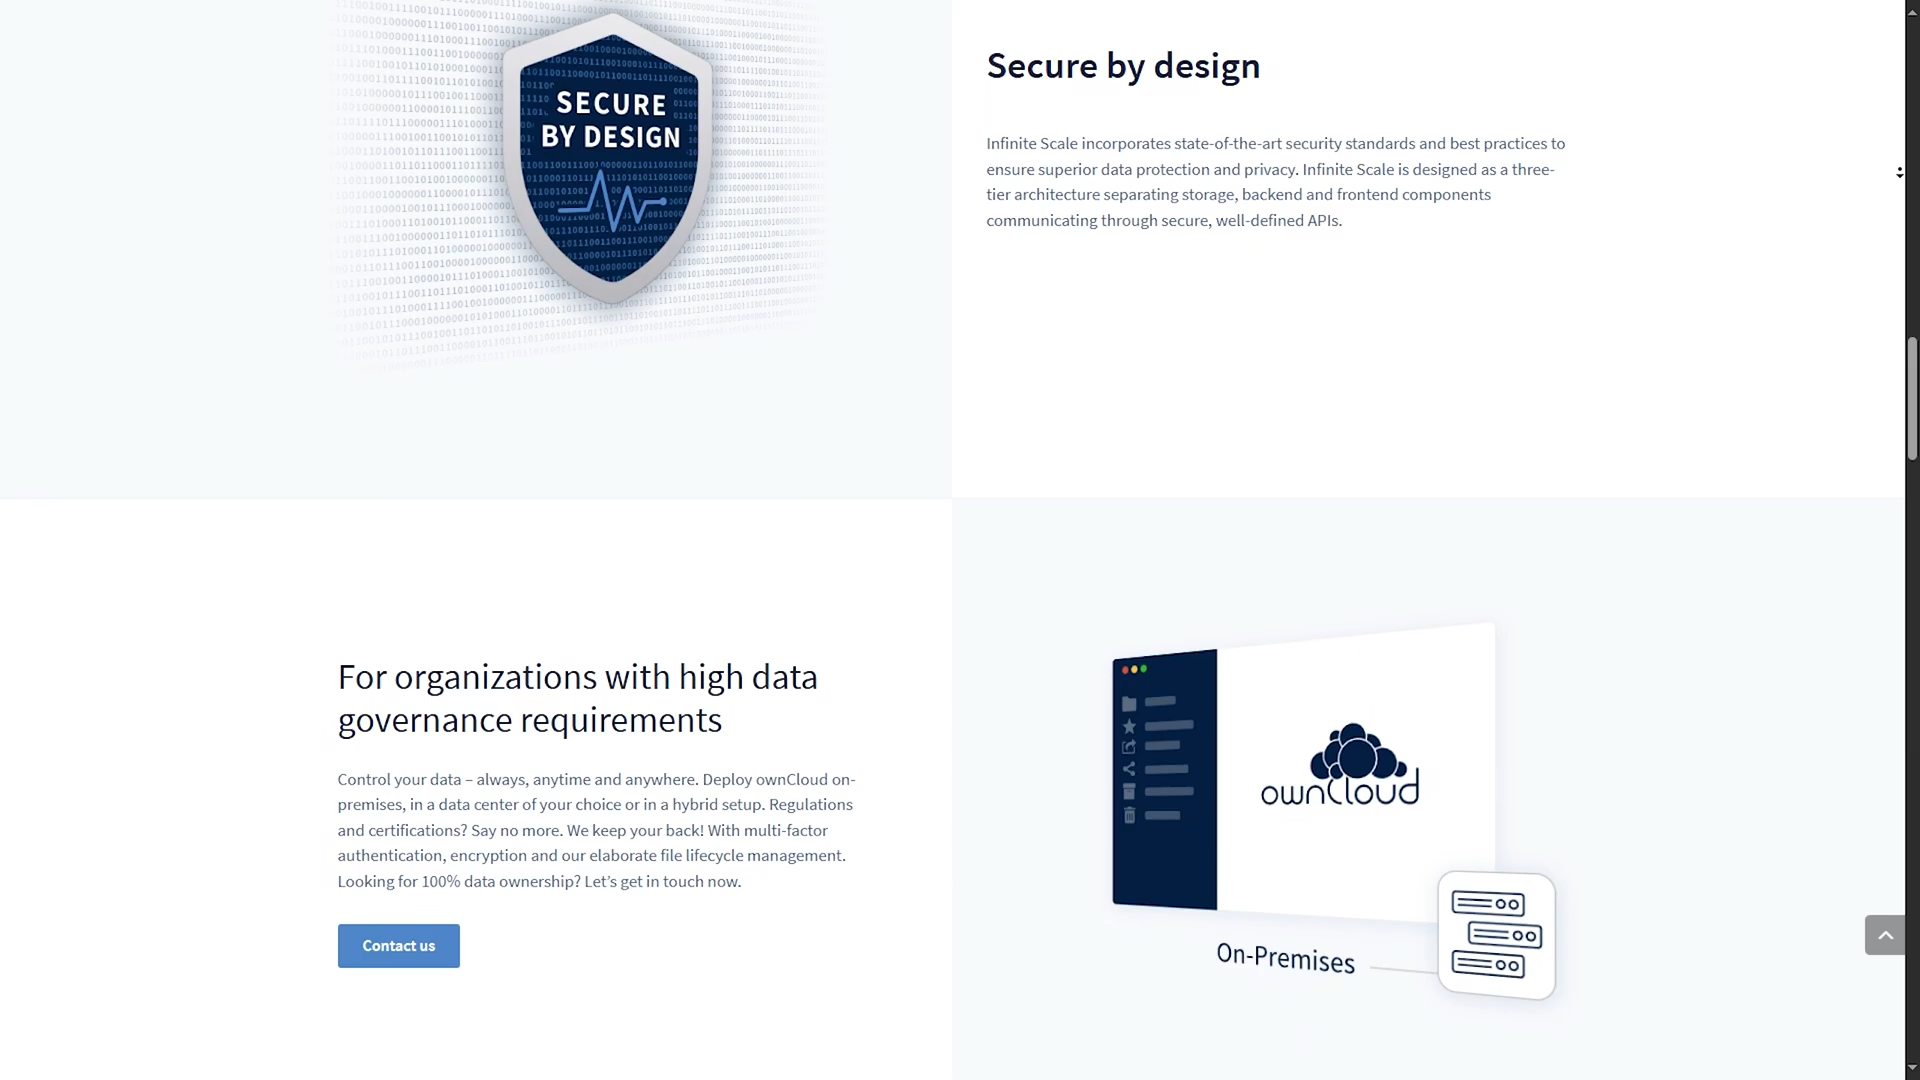 SECURE
BY DESIGN
Secure by design
Infinite Scale incorporates state-of-the-art security standards and best practices to
ensure superior data protection and privacy. Infinite Scale is designed as a three-
tier architecture separating storage, backend and frontend components
communicating through secure, well-defined APIs.
For organizations with high data
governance requirements
Control your data – always, anytime and anywhere. Deploy ownCloud on-
premises, in a data center of your choice or in a hybrid setup. Regulations
and certifications? Say no more. We keep your back! With multi-factor
authentication, encryption and our elaborate file lifecycle management.
Looking for 100% data ownership? Let’s get in touch now.
Contact us
ownCloud
On-Premises